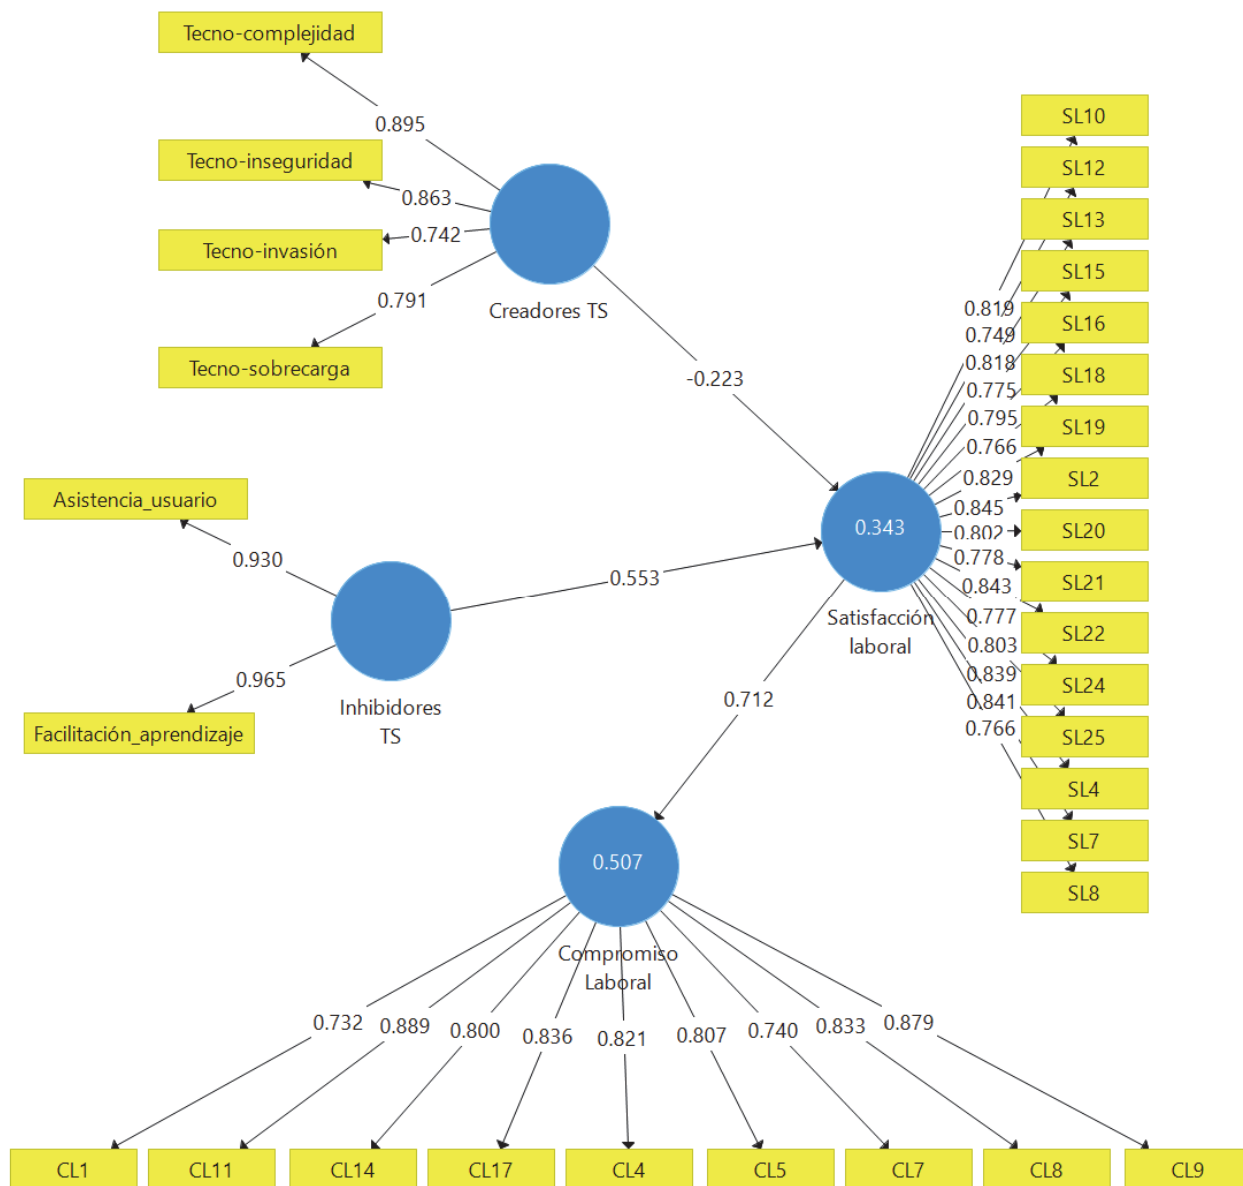 Tecno-complejidad
0.895
Tecno-inseguridad
0.863
Tecno-invasión
0.742
0.791
Tecno-sobrecarga
Creadores TS
-0.223
Asistencia_usuario
0.930
0.965
Facilitación_aprendizaje
Inhibidores
TS
0.553
0.343
Satisfacción
laboral
0.712
SL10
SL12
SL13
SL15
SL16
SL18
SL19
SL2
SL20
SL21
SL22
SL24
SL25
SL4
SL7
SL8
0.819
0.749
0.818
0.775
0.795
0.766
0.829
0.845
0.802
0.778
0.843
0.777
0.803
0.839
0.841
0.766
0.507
Compromiso
Laboral
0.732
0.889
0.800
0.836
0.821
0.807
0.740
0.833
0.879
CL1
CL11
CL14
CL17
CL4
CL5
CL7
CL8
CL9